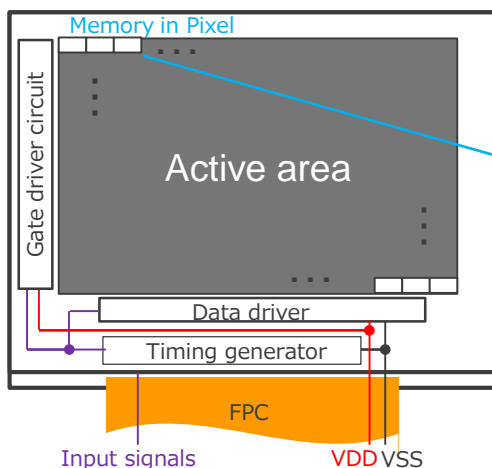 Memory in Pixel
Gate driver circuit
Active area
Data driver
Timing generator
FPC
Input signals
VDD
VSS